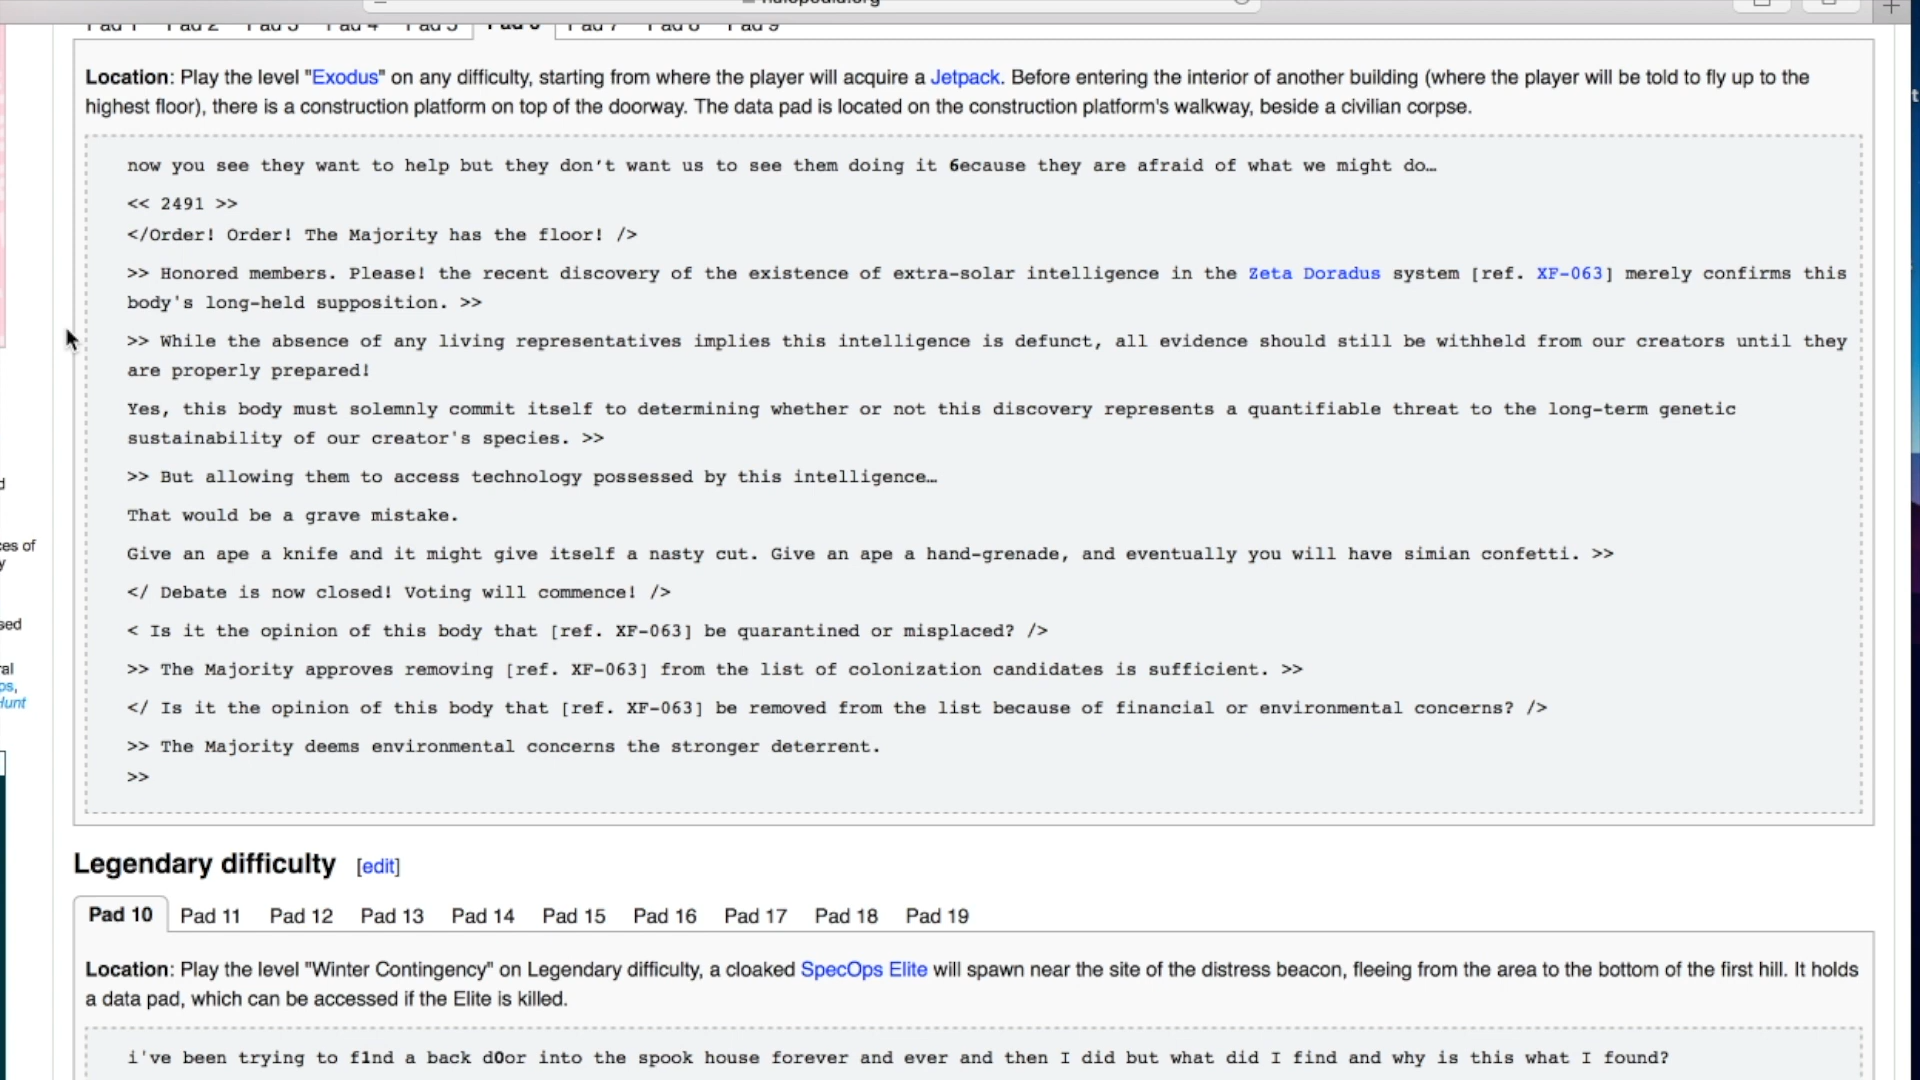 Pad 1 Pad 2 Pad 3 Pad 4 Pad 5 Pad 6 Pad 7 Pad 8 Pad 9
Location: Play the level "Exodus" on any difficulty, starting from where the player will acquire a Jetpack. Before entering the interior of another building (where the player will be told to fly up to the
highest floor), there is a construction platform on top of the doorway. The data pad is located on the construction platform's walkway, beside a civilian corpse.
now you see they want to help but they don’t want us to see them doing it 6ecause they are afraid of what we might do…
<< 2491 >>
</Order! Order! The Majority has the floor! />
>> Honored members. Please! the recent discovery of the existence of extra-solar intelligence in the Zeta Doradus system [ref. XF-063] merely confirms this
body's long-held supposition. >>
>> While the absence of any living representatives implies this intelligence is defunct, all evidence should still be withheld from our creators until they
are properly prepared!
Yes, this body must solemnly commit itself to determining whether or not this discovery represents a quantifiable threat to the long-term genetic
sustainability of our creator's species. >>
>> But allowing them to access technology possessed by this intelligence…
That would be a grave mistake.
Give an ape a knife and it might give itself a nasty cut. Give an ape a hand-grenade, and eventually you will have simian confetti. >>
</ Debate is now closed! Voting will commence! />
< Is it the opinion of this body that [ref. XF-063] be quarantined or misplaced? />
>> The Majority approves removing [ref. XF-063] from the list of colonization candidates is sufficient. >>
</ Is it the opinion of this body that [ref. XF-063] be removed from the list because of financial or environmental concerns? />
>> The Majority deems environmental concerns the stronger deterrent.
>>
Legendary difficulty [edit]
Pad 10 Pad 11 Pad 12 Pad 13 Pad 14 Pad 15 Pad 16 Pad 17 Pad 18 Pad 19
Location: Play the level "Winter Contingency" on Legendary difficulty, a cloaked SpecOps Elite will spawn near the site of the distress beacon, fleeing from the area to the bottom of the first hill. It holds
a data pad, which can be accessed if the Elite is killed.
i've been trying to f1nd a back d0or into the spook house forever and ever and then I did but what did I find and why is this what I found?